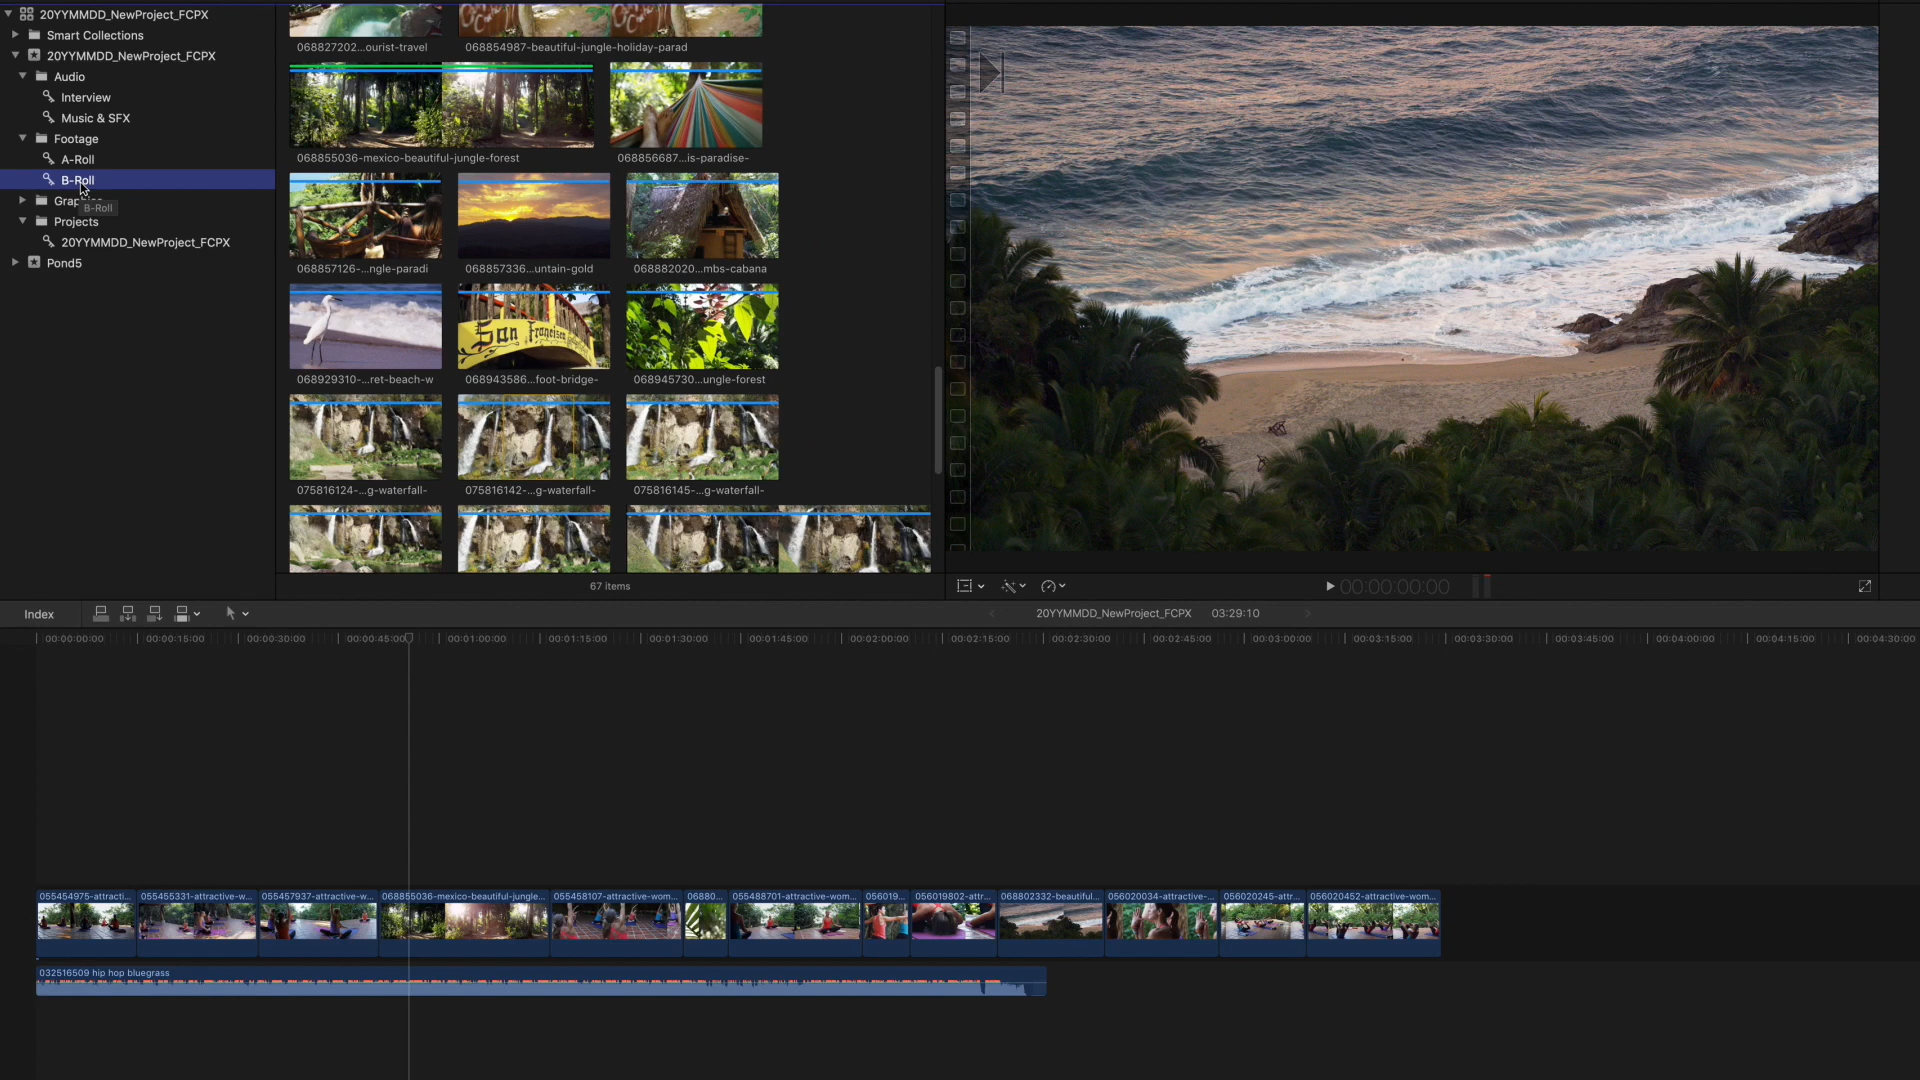 20YYMMDD_NewProject_FCPX
Smart Collections
20YYMMDD_NewProject_FCPX
Audio
Interview
Music & SFX
Footage
A-Roll
B-Roll
B-Roll
Projects
20YYMMDD_NewProject_FCPX
Pond5
068827202...ourist-travel
068854987-beautiful-jungle-holiday-parad
068855036-mexico-beautiful-jungle-forest
068856687...is-paradise-
068857126-...ngle-paradi
068857336...untain-gold
068882020...mbs-cabana
San Francisco
068929310-...ret-beach-w
068943586...foot-bridge-
068945730...ungle-forest
075816124-...g-waterfall-
075816142-...g-waterfall-
075816145-...g-waterfall-
67 items
00:00:00:00
Index
20YYMMDD_NewProject_FCPX 03:29:10
00:00:00:00 00:00:15:00 00:00:30:00 00:00:45:00 00:01:00:00 00:01:15:00 00:01:30:00 00:01:45:00 00:02:00:00 00:02:15:00 00:02:30:00 00:02:45:00 00:03:00:00 00:03:15:00 00:03:30:00 00:03:45:00 00:04:00:00 00:04:15:00 00:04:30:00
055454975-attracti... 055455331-attractive-w... 055457937-attractive-w... 068855036-mexico-beautiful-jungle... 055458107-attractive-wom... 06880... 055488701-attractive-wom... 056019... 056019802-attr... 068802332-beautiful... 056020034-attractive-... 056020245-attr... 056020452-attractive-wom...
032516509 hip hop bluegrass